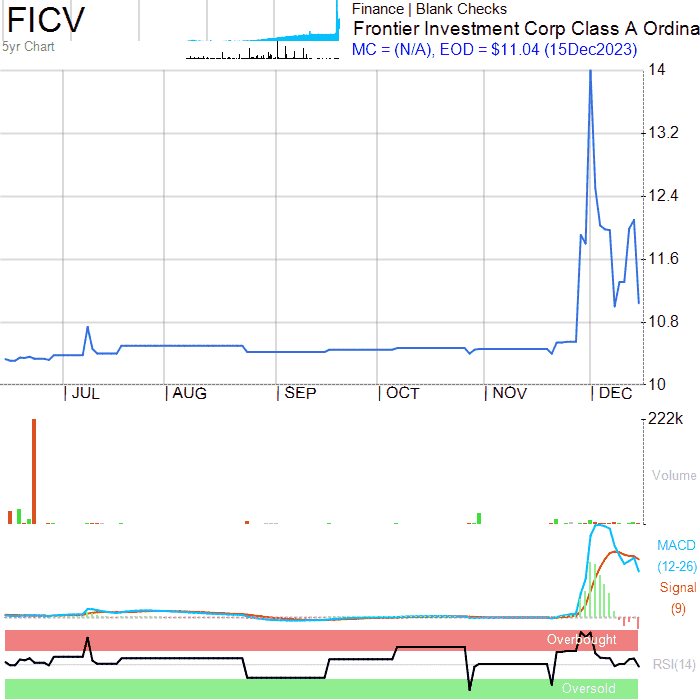 FICV
5yr Chart
Finance | Blank Checks
Frontier Investment Corp Class A Ordina
MC = (N/A), EOD = $11.04 (15Dec2023)
14
13.2
12.4
11.6
10.8
10
JUL
AUG
SEP
OCT
NOV
DEC
222k
Volume
MACD
(12-26)
Signal
(9)
Overbought
RSI(14)
Oversold